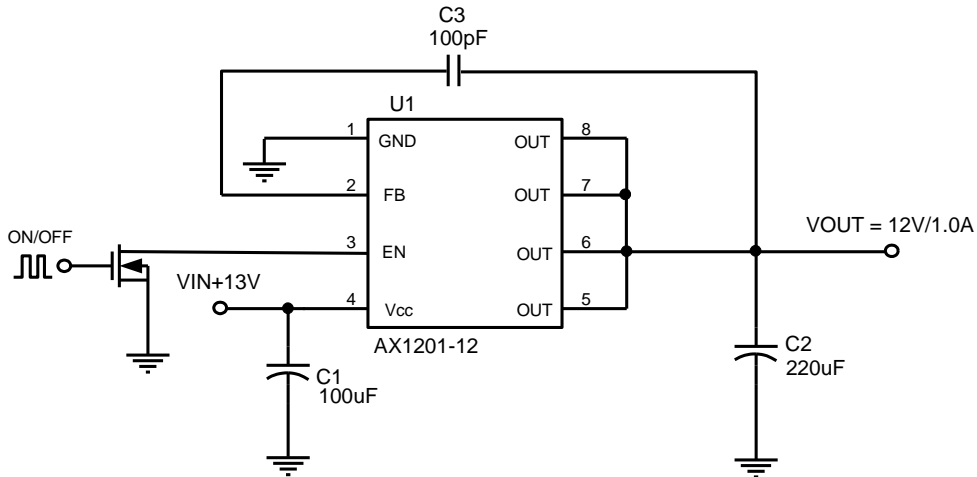 C3
100pF
U1
1 GND OUT 8
2 FB OUT 7
ON/OFF
3 EN OUT 6
VOUT = 12V/1.0A
VIN+13V
4 Vcc OUT 5
AX1201-12
C1
100uF
C2
220uF